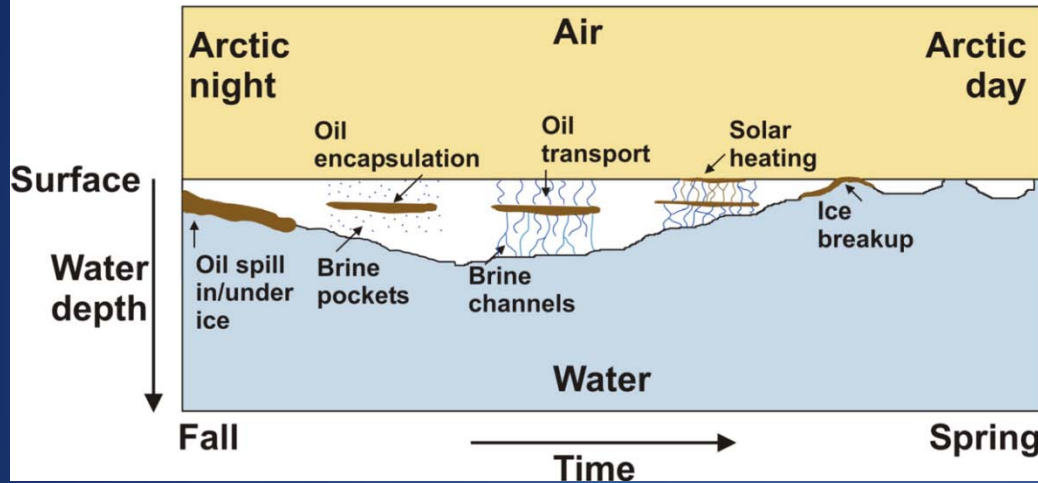 Air
Arctic
night
Arctic
day
Oil
encapsulation
Oil
transport
Solar
heating
Surface
Water
depth
Oil spill
in/under
ice
Brine
pockets
Brine
channels
Ice
breakup
Water
Fall
Time
Spring